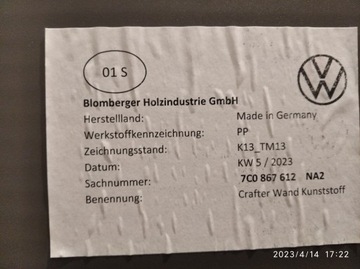 01 S
Blomberger Holzindustrie GmbH
Herstelland: Made in Germany
Werkstoffkennzeichnung: PP
Zeichnungsstand: K13_TM13
Datum: KW 5 / 2023
Sachnummer: 7C0 867 612 NA2
Benennung: Crafter Wand Kunststoff
2023/4/14 17:22